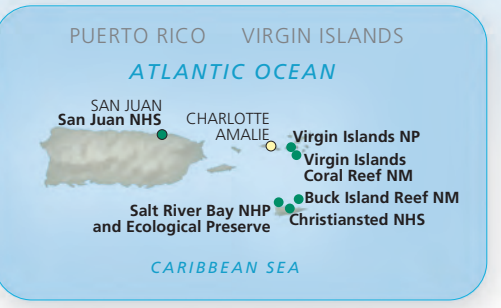 PUERTO RICO VIRGIN ISLANDS
ATLANTIC OCEAN
SAN JUAN
San Juan NHS
CHARLOTTE
AMALIE
Virgin Islands NP
Virgin Islands
Coral Reef NM
Buck Island Reef NM
Salt River Bay NHP
and Ecological Preserve
Christiansted NHS
CARIBBEAN SEA